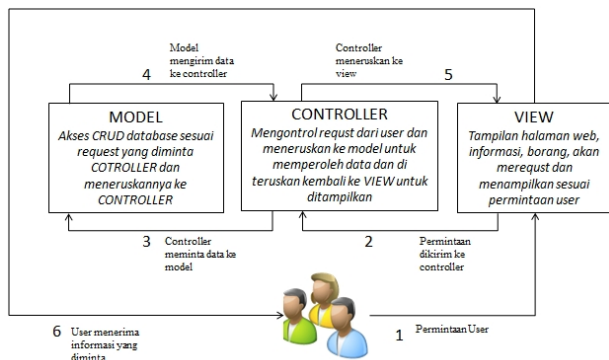 Model
mengirim data
ke controller
4
Controller
meneruskan ke
view
5
MODEL
Akses CRUD database sesuai
request yang diminta
COTROLLER dan
meneruskannya ke
CONTROLLER
CONTROLLER
Mengontrol requst dari user dan
meneruskan ke model untuk
memperoleh data dan di
teruskan kembali ke VIEW untuk
ditampilkan
VIEW
Tampilan halaman web,
informasi, borang, akan
merequst dan
menampilkan sesuai
permintaan user
3
Controller
meminta data ke
model
2
Permintaan
dikirim ke
controller
6
User menerima
informasi yang
diminta
1
Permintaan User